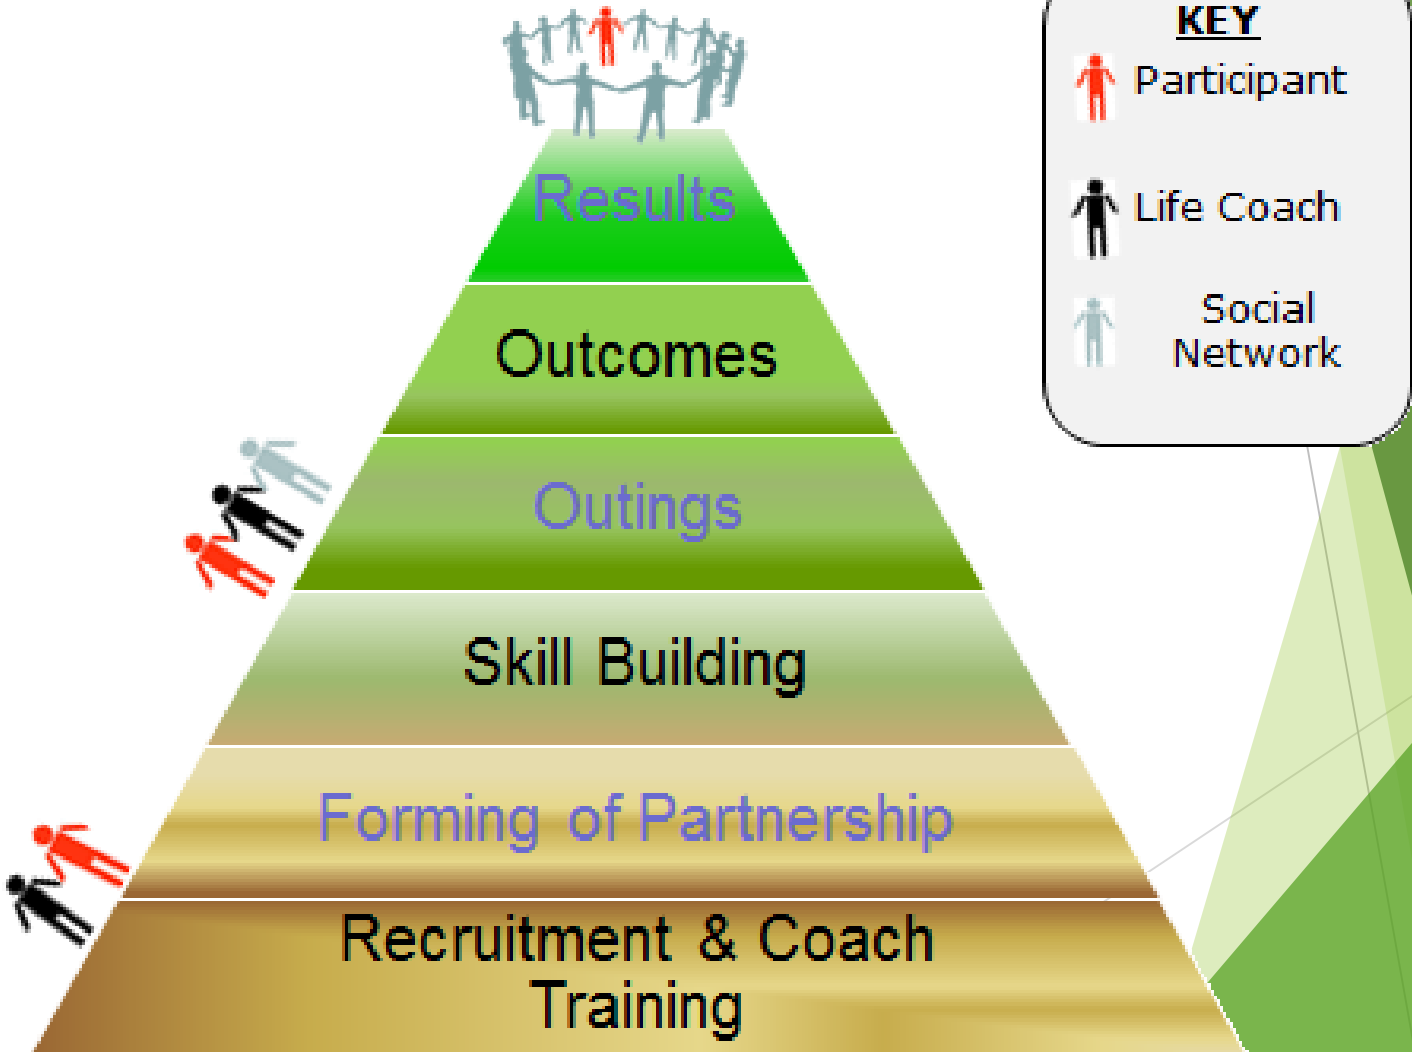 KEY
Participant
Life Coach
Social
Network
Results
Outcomes
Outings
Skill Building
Forming of Partnership
Recruitment & Coach
Training